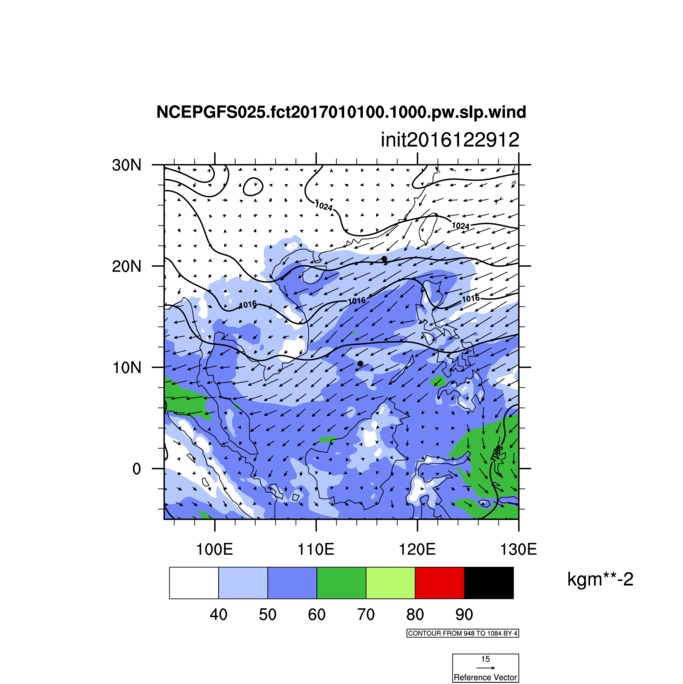 NCEPGFS025.fct2017010100.1000.pw.slp.wind
init2016122912
30N
20N
10N
0
1024
1024
1016
1016
1016
1008
100E 110E 120E 130E
kgm**-2
40 50 60 70 80 90
CONTOUR FROM 948 TO 1084 BY 4
15
Reference Vector